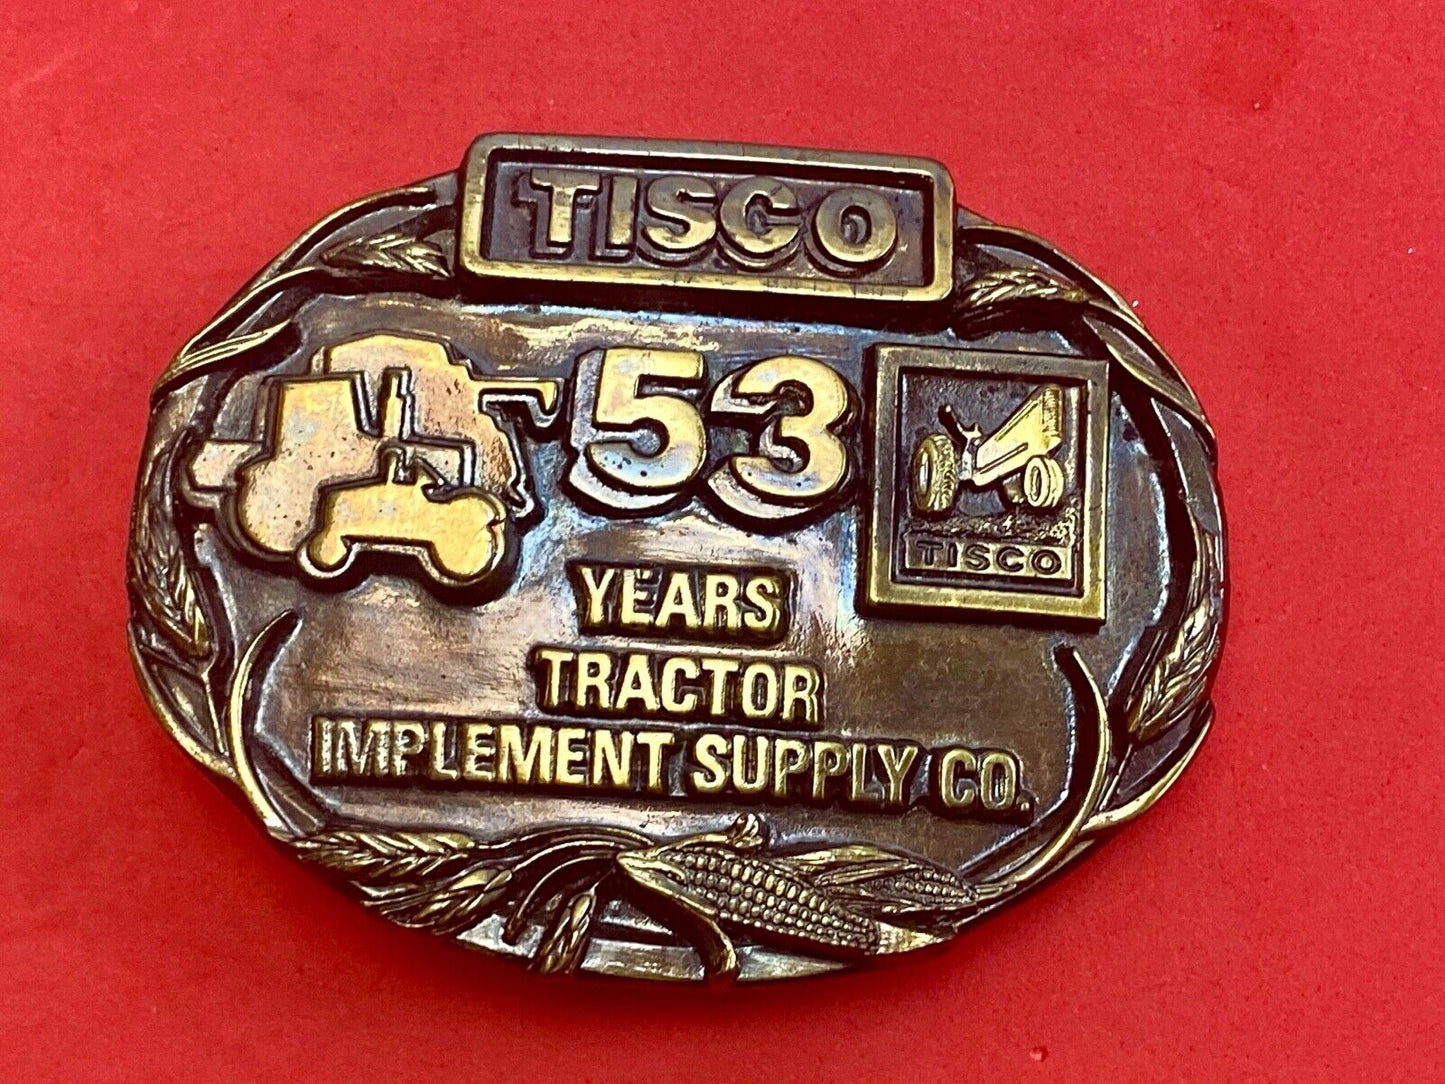 TISCO
53
TISCO
YEARS
TRACTOR
IMPLEMENT SUPPLY CO.